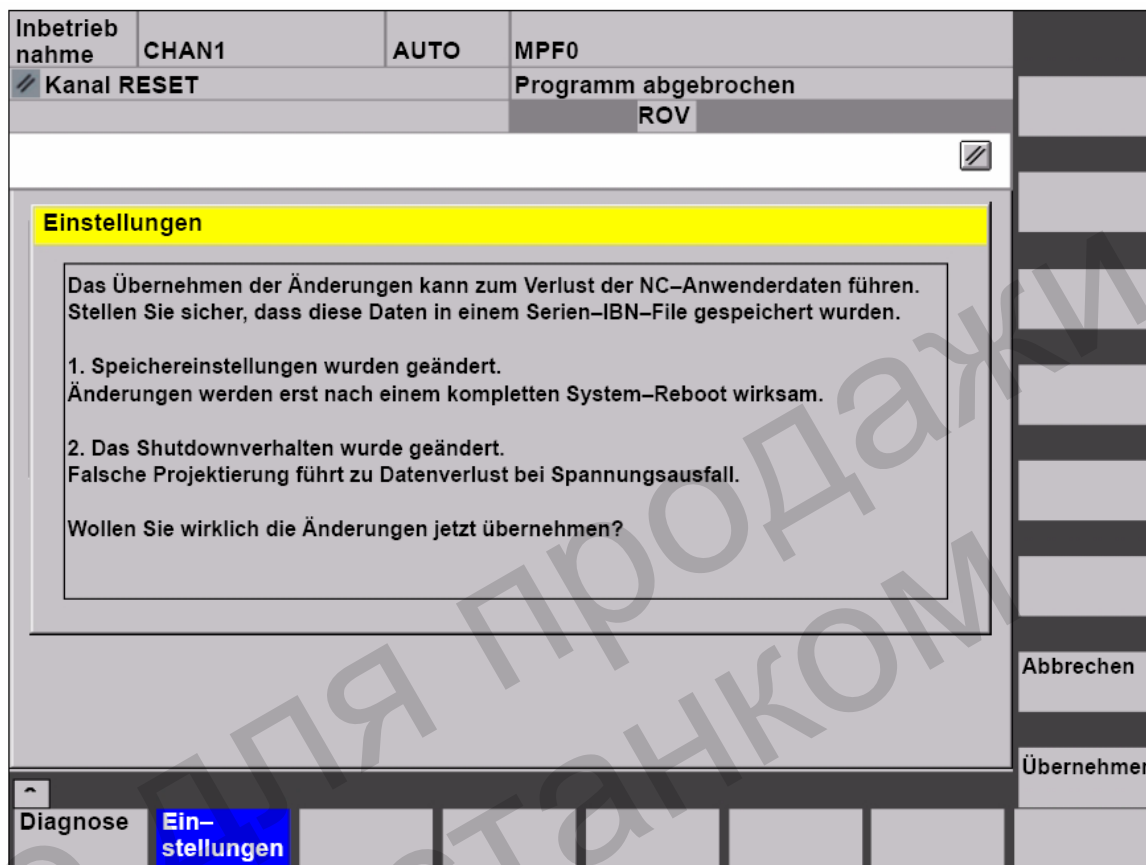 Inbetrieb
nahme
CHAN1
AUTO
MPF0
Kanal RESET
Programm abgebrochen
ROV
Einstellungen
Das Übernehmen der Änderungen kann zum Verlust der NC–Anwenderdaten führen.
Stellen Sie sicher, dass diese Daten in einem Serien–IBN–File gespeichert wurden.
1. Speichereinstellungen wurden geändert.
Änderungen werden erst nach einem kompletten System–Reboot wirksam.
2. Das Shutdownverhalten wurde geändert.
Falsche Projektierung führt zu Datenverlust bei Spannungsausfall.
Wollen Sie wirklich die Änderungen jetzt übernehmen?
Abbrechen
Übernehmen
Diagnose
Ein–
stellungen
для продажи
станком